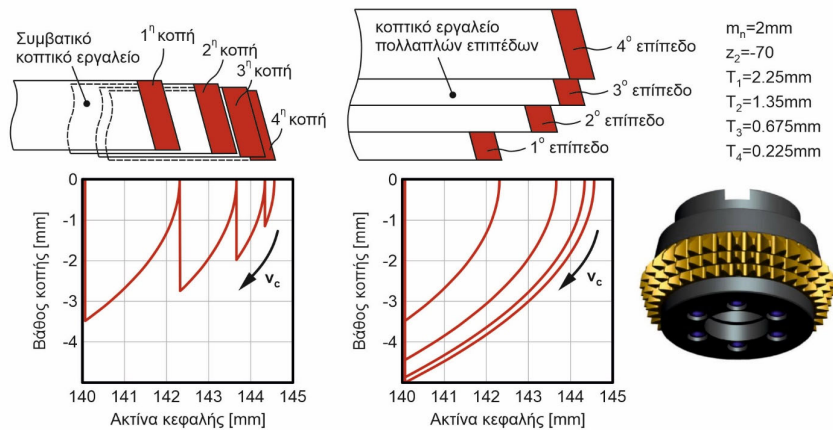 Συμβατικό
κοπτικό εργαλείο
1η κοπή
2η κοπή
3η κοπή
4η κοπή
0
-1
-2
-3
-4
Βάθος κοπής [mm]
vc
140 141 142 143 144 145
Ακτίνα κεφαλής [mm]
κοπτικό εργαλείο
πολλαπλών επιπέδων
4ο επίπεδο
3ο επίπεδο
2ο επίπεδο
1ο επίπεδο
0
-1
-2
-3
-4
Βάθος κοπής [mm]
vc
140 141 142 143 144 145
Ακτίνα κεφαλής [mm]
mn=2mm
z2=-70
T1=2.25mm
T2=1.35mm
T3=0.675mm
T4=0.225mm